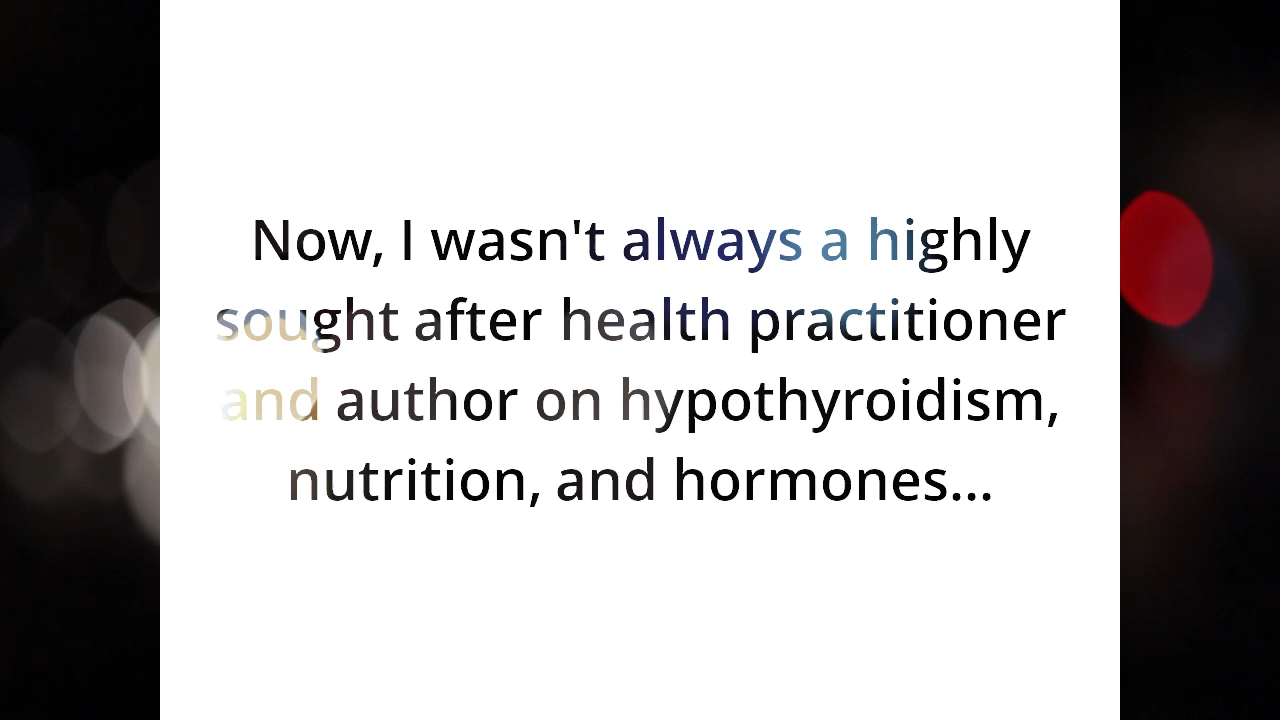 Now, I wasn't always a highly
sought after health practitioner
and author on hypothyroidism,
nutrition, and hormones...